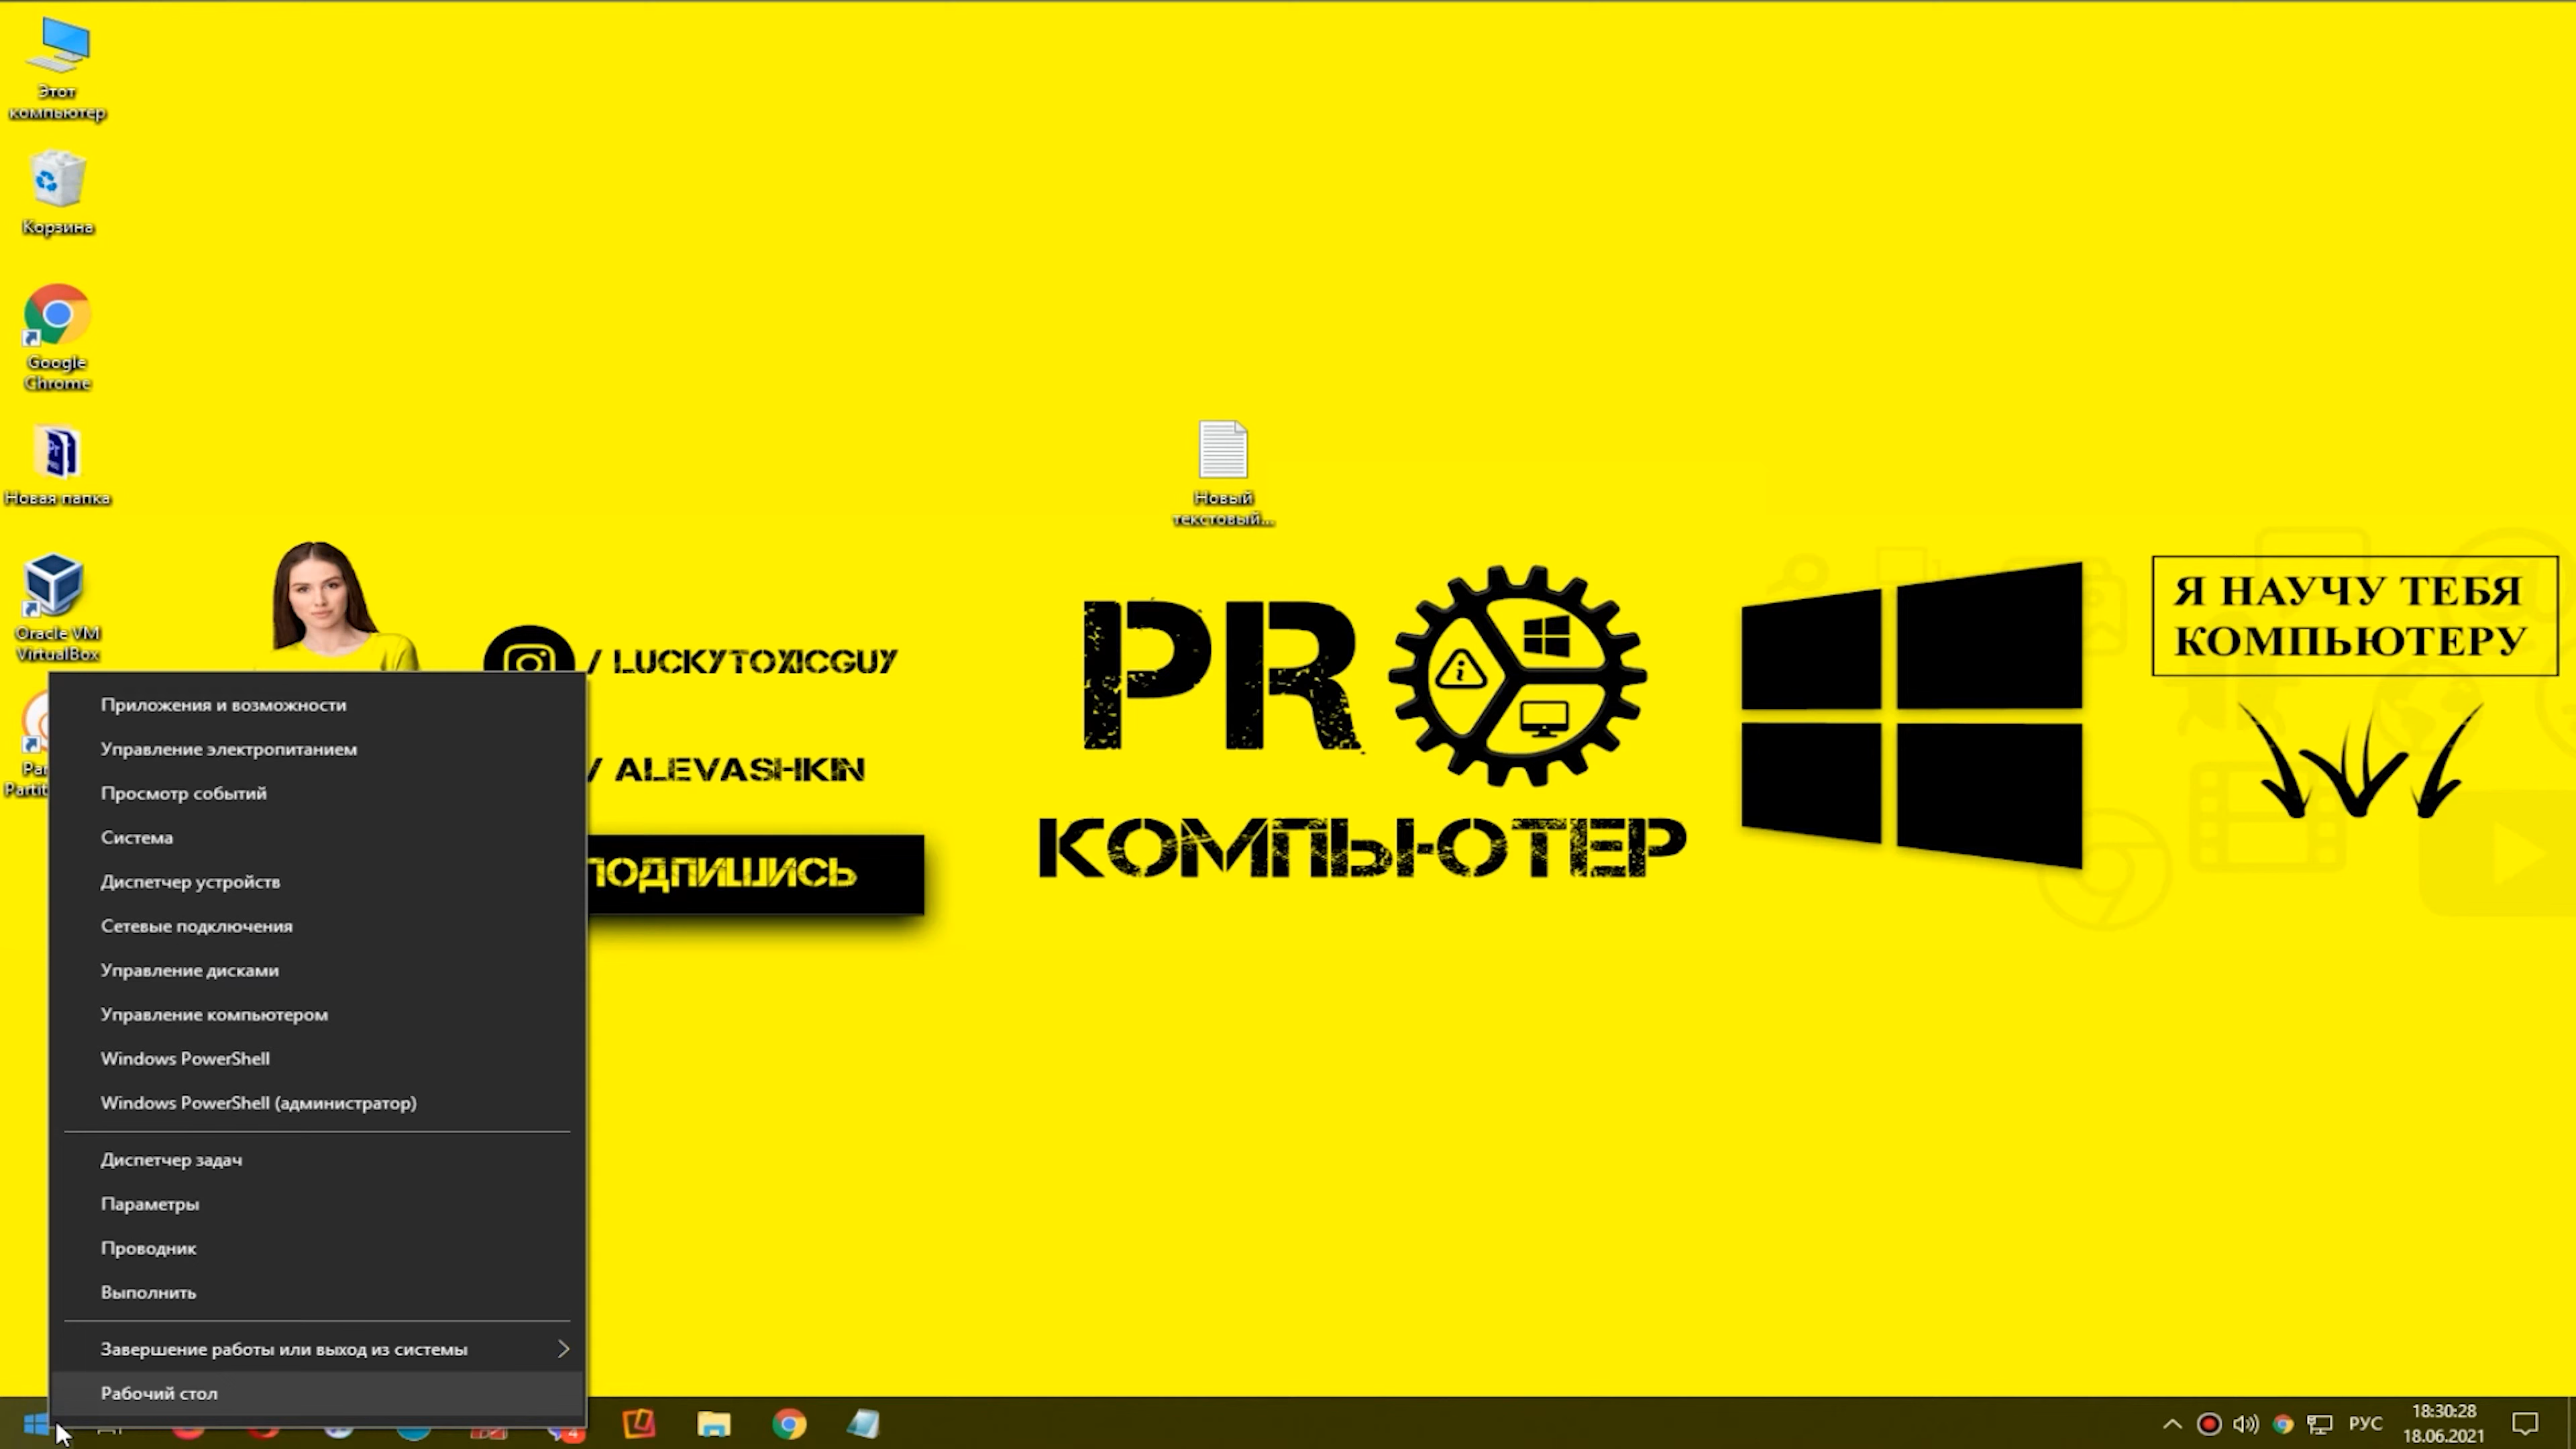 Этот
компьютер
Корзина
Google
Chrome
Новая папка
Oracle VM
VirtualBox
Новый
текстовый...
/ LUCKYTOXICGUY
/ ALEVASHKIN
ПОДПИШИСЬ
PR
КОМПЬЮТЕР
Я НАУЧУ ТЕБЯ
КОМПЬЮТЕРУ
Приложения и возможности
Управление электропитанием
Просмотр событий
Система
Диспетчер устройств
Сетевые подключения
Управление дисками
Управление компьютером
Windows PowerShell
Windows PowerShell (администратор)
Диспетчер задач
Параметры
Проводник
Выполнить
Завершение работы или выход из системы
Рабочий стол
4
РУС
18:30:28
18.06.2021